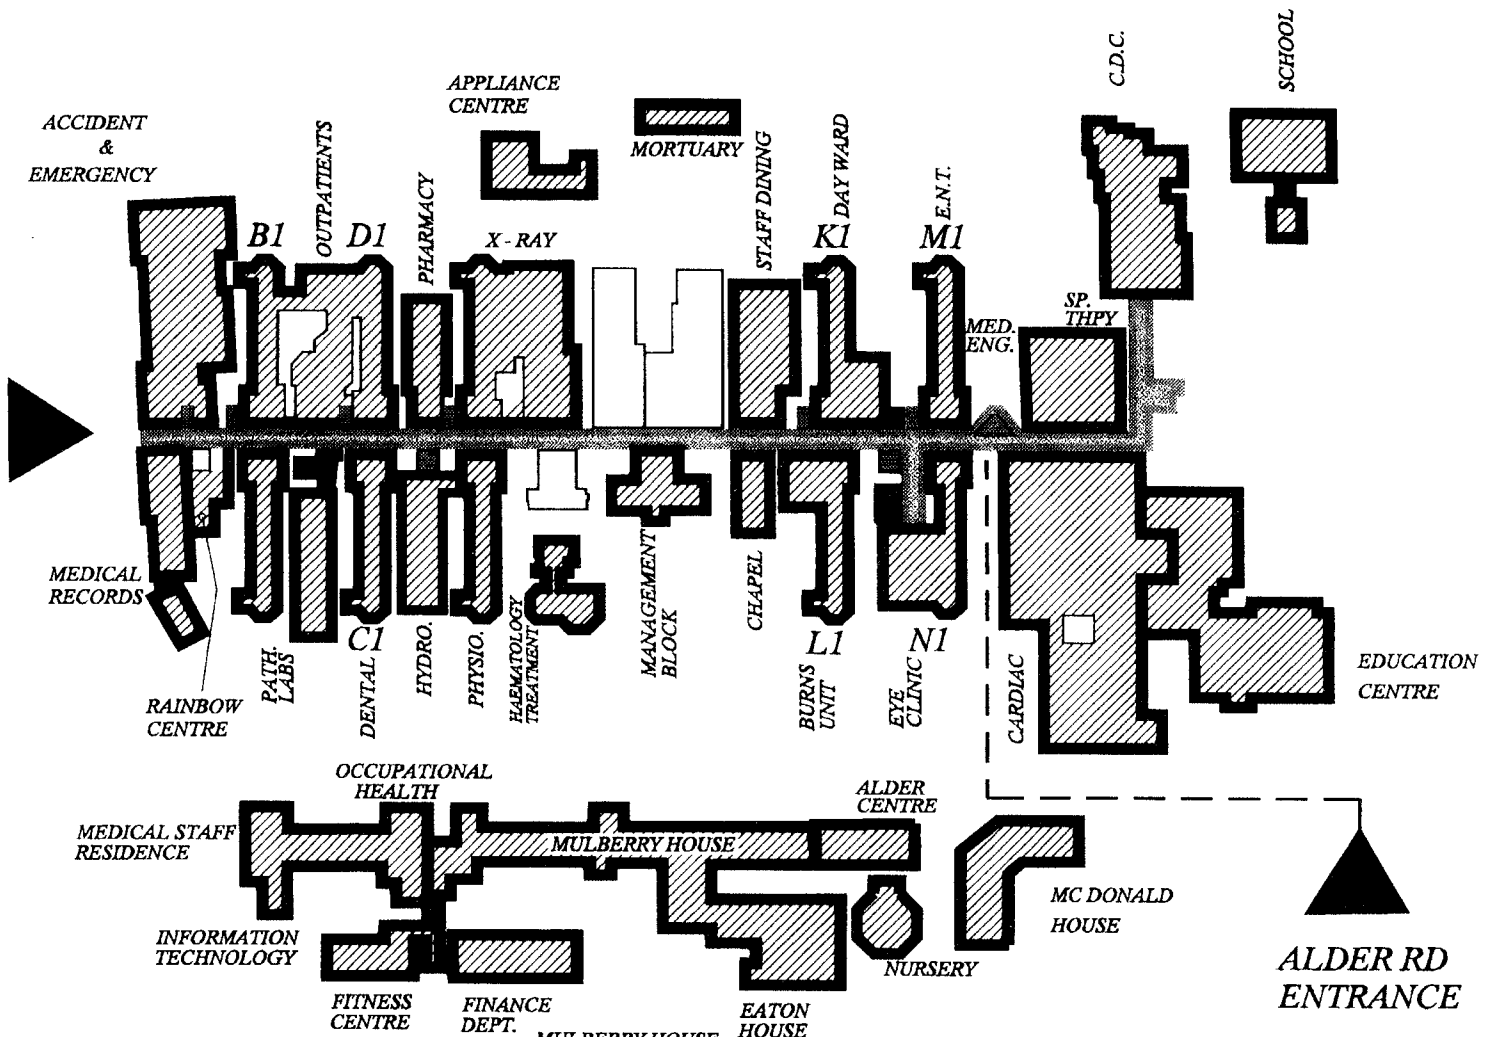 C.D.C.
SCHOOL
APPLIANCE
CENTRE
ACCIDENT
&
EMERGENCY
OUTPATIENTS
MORTUARY
STAFF DINING
DAY WARD
E.N.T.
PHARMACY
B1
D1
X - RAY
K1
M1
SP.
THPY
MED.
ENG.
MEDICAL
RECORDS
RAINBOW
CENTRE
PATH.
LABS
C1
DENTAL
HYDRO.
PHYSIO.
HAEMATOLOGY
TREATMENT
MANAGEMENT
BLOCK
CHAPEL
L1
BURNS
UNIT
N1
EYE
CLINIC
CARDIAC
EDUCATION
CENTRE
OCCUPATIONAL
HEALTH
ALDER
CENTRE
MEDICAL STAFF
RESIDENCE
MULBERRY HOUSE
MC DONALD
HOUSE
INFORMATION
TECHNOLOGY
NURSERY
ALDER RD
ENTRANCE
FITNESS
CENTRE
FINANCE
DEPT.
EATON
HOUSE
MULBERRY HOUSE